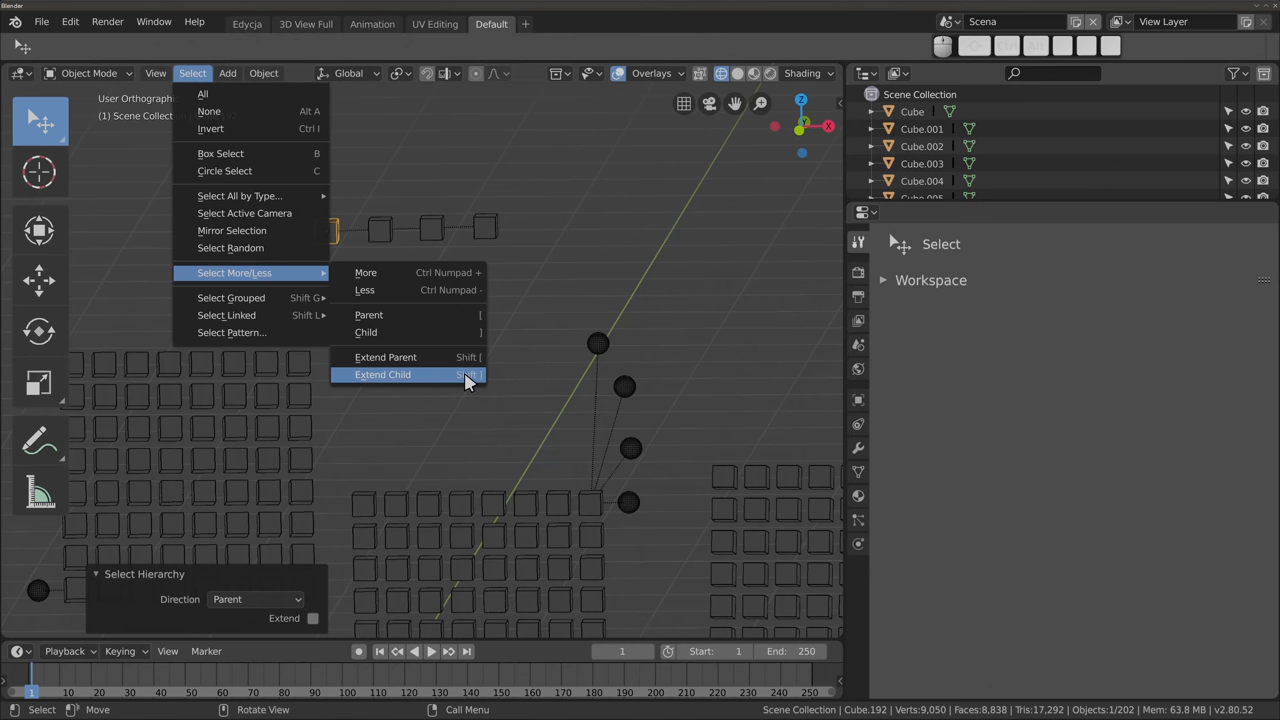 Blender
File Edit Render Window Help
Edycja 3D View Full Animation UV Editing Default +
Scena
View Layer
Object Mode
View Select Add Object
Global
Overlays
Shading
User Orthographic
(1) Scene Collect
All
None Alt A
Invert Ctrl I
Box Select B
Circle Select C
Select All by Type...
Select Active Camera
Mirror Selection
Select Random
Select More/Less
Select Grouped Shift G
Select Linked Shift L
Select Pattern...
More Ctrl Numpad +
Less Ctrl Numpad -
Parent [
Child ]
Extend Parent Shift [
Extend Child Shift ]
X
Z
Select Hierarchy
Direction Parent
Extend
Scene Collection
Cube
Cube.001
Cube.002
Cube.003
Cube.004
Cube.005
Select
Workspace
Playback Keying View Marker
1
Start: 1
End: 250
1 10 20 30 40 50 60 70 80 90 100 110 120 130 140 150 160 170 180 190 200 210 220 230 240 250
Select Move Rotate View Call Menu
Scene Collection | Cube.192 | Verts:9,050 | Faces:8,838 | Tris:17,292 | Objects:1/202 | Mem: 63.8 MB | v2.80.52